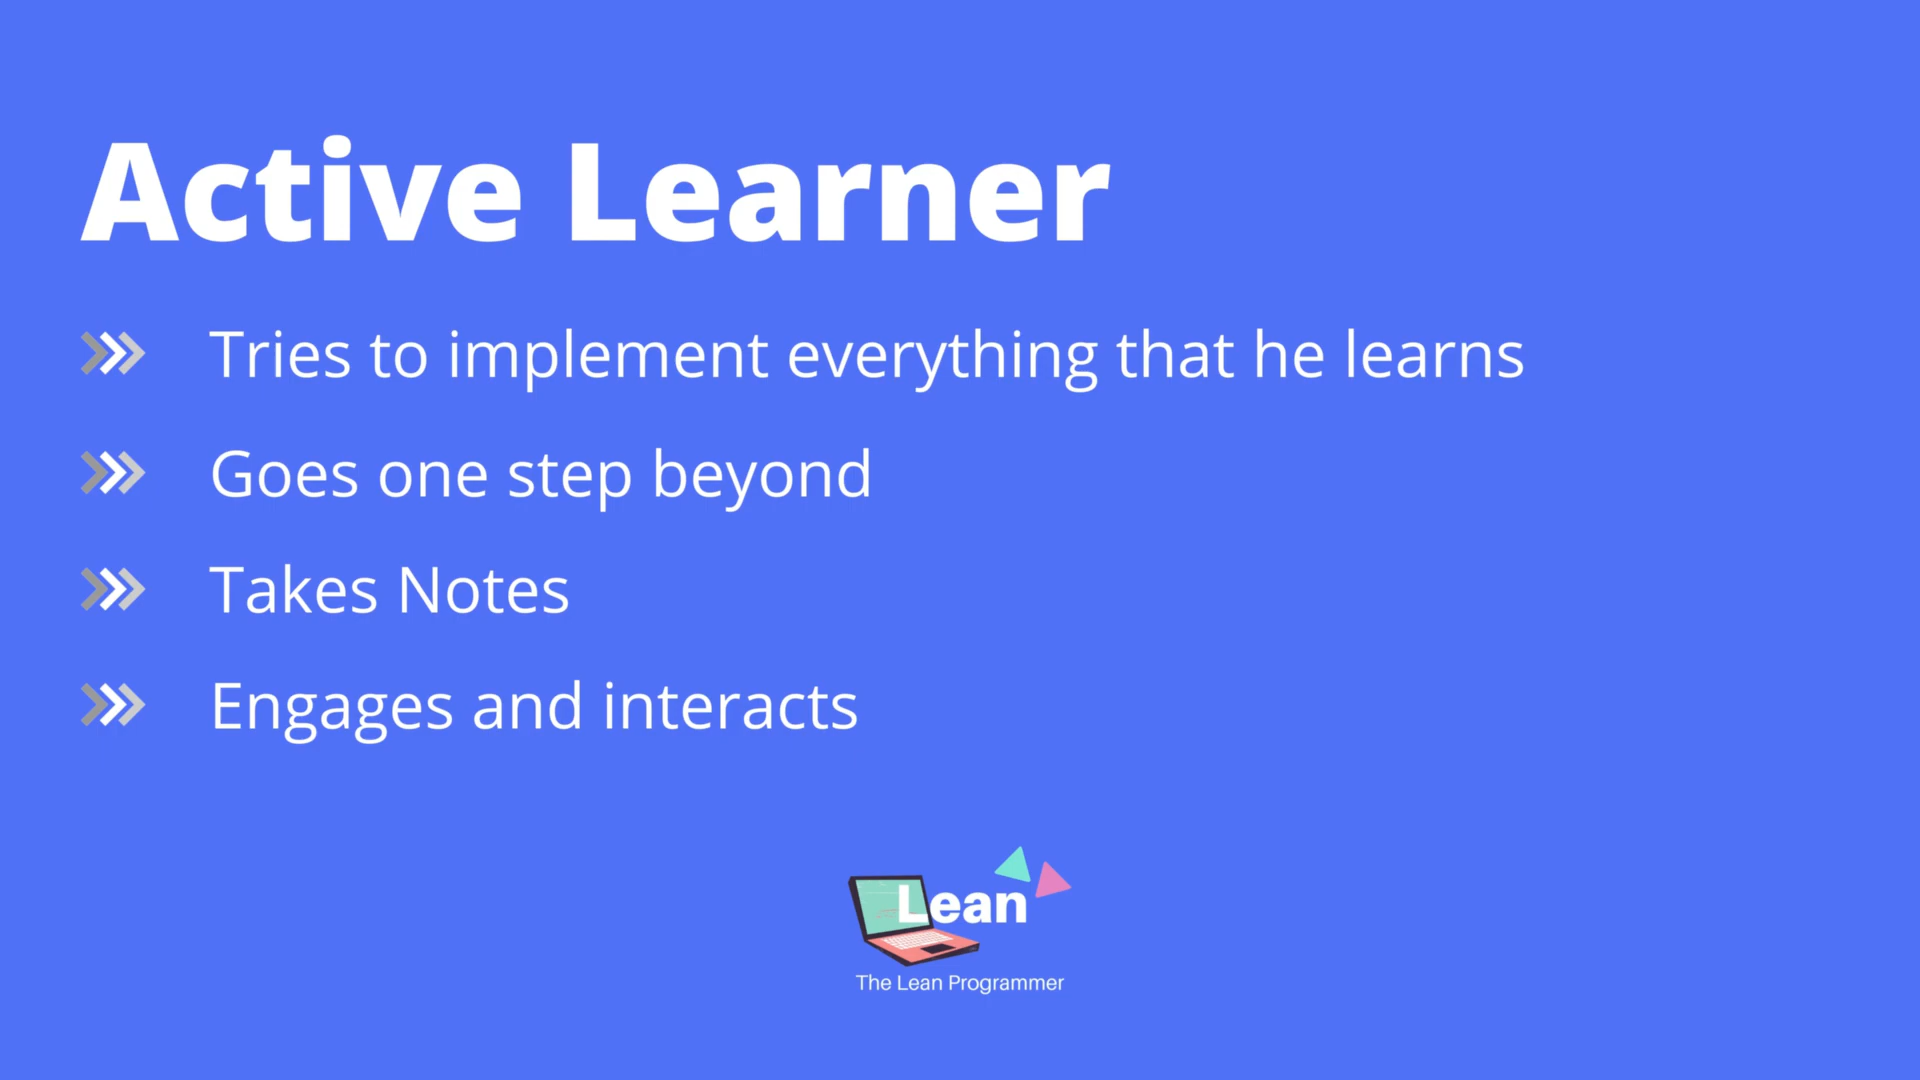 Active Learner
Tries to implement everything that he learns
Goes one step beyond
Takes Notes
Engages and interacts
Lean
The Lean Programmer